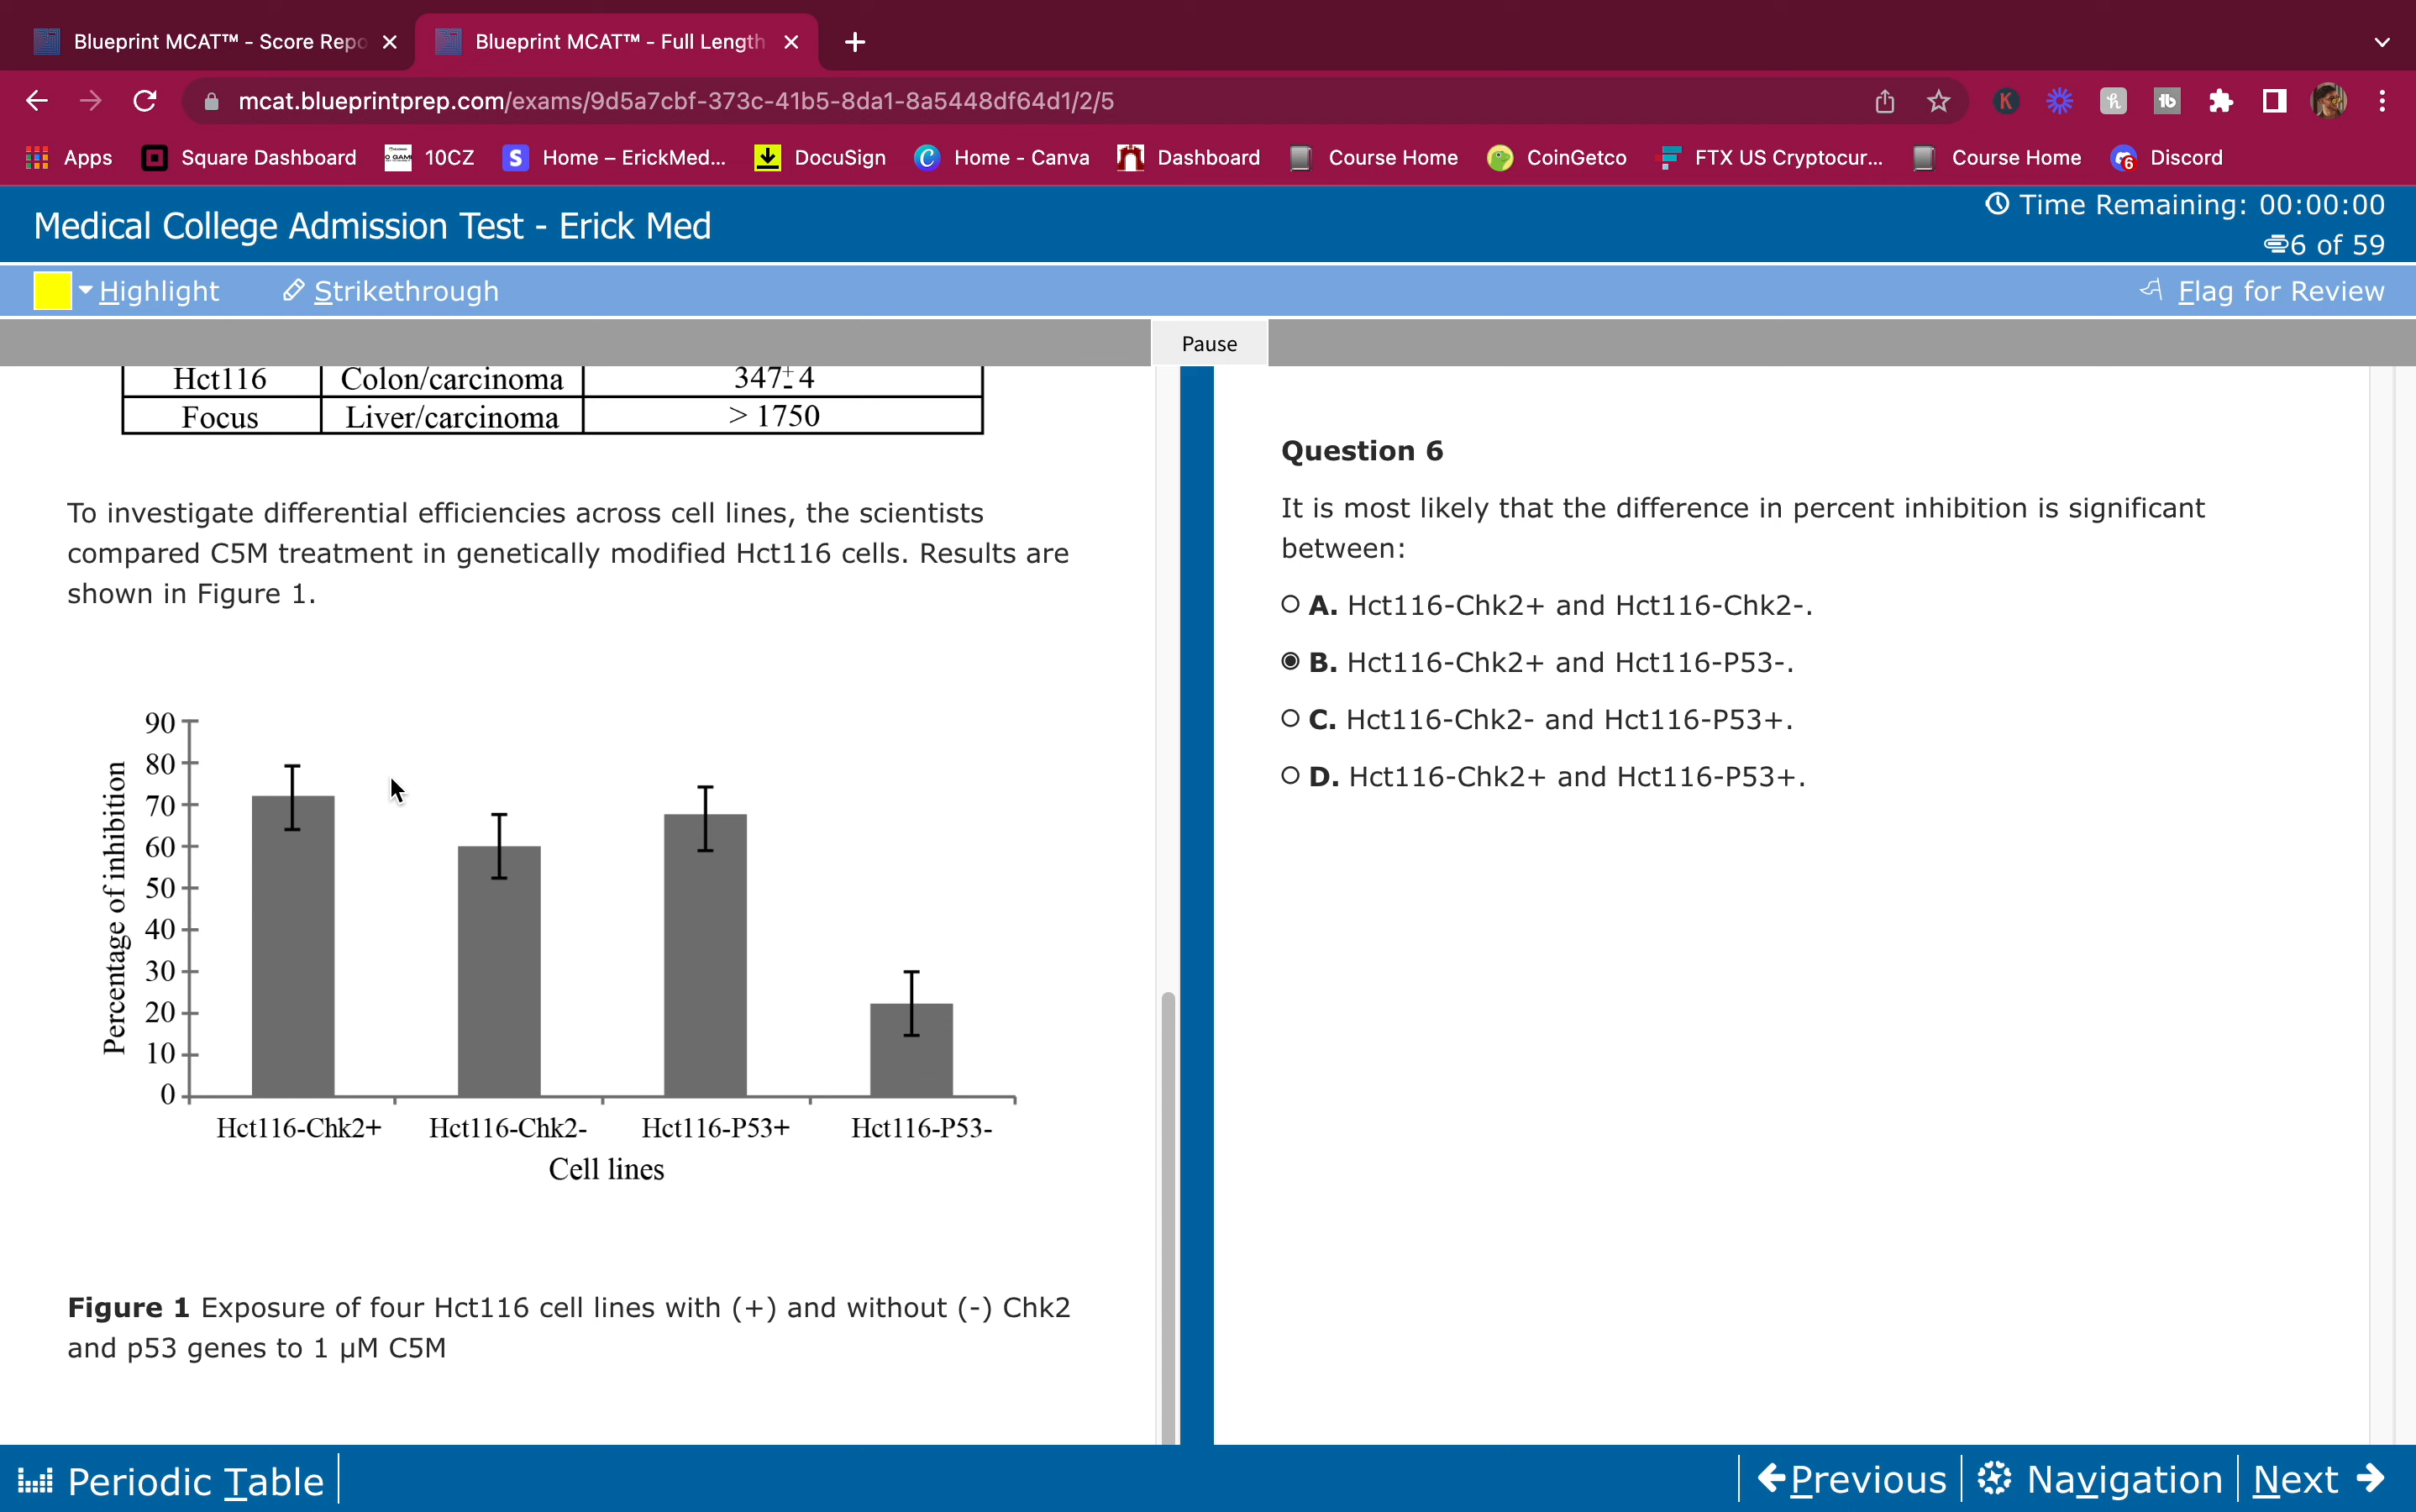 Blueprint MCAT™ - Score Repo
Blueprint MCAT™ - Full Length
mcat.blueprintprep.com/exams/9d5a7cbf-373c-41b5-8da1-8a5448df64d1/2/5
Apps
Square Dashboard
10CZ
Home – ErickMed...
DocuSign
Home - Canva
Dashboard
Course Home
CoinGetco
FTX US Cryptocur...
Course Home
Discord
Medical College Admission Test - Erick Med
Time Remaining: 00:00:00
6 of 59
Highlight
Strikethrough
Flag for Review
Pause
Hct116 Colon/carcinoma 347±4
Focus Liver/carcinoma > 1750
To investigate differential efficiencies across cell lines, the scientists
compared C5M treatment in genetically modified Hct116 cells. Results are
shown in Figure 1.
Percentage of inhibition
90
80
70
60
50
40
30
20
10
0
Hct116-Chk2+ Hct116-Chk2- Hct116-P53+ Hct116-P53-
Cell lines
Figure 1 Exposure of four Hct116 cell lines with (+) and without (-) Chk2
and p53 genes to 1 μM C5M
Question 6
It is most likely that the difference in percent inhibition is significant
between:
A. Hct116-Chk2+ and Hct116-Chk2-.
B. Hct116-Chk2+ and Hct116-P53-.
C. Hct116-Chk2- and Hct116-P53+.
D. Hct116-Chk2+ and Hct116-P53+.
Periodic Table
Previous
Navigation
Next